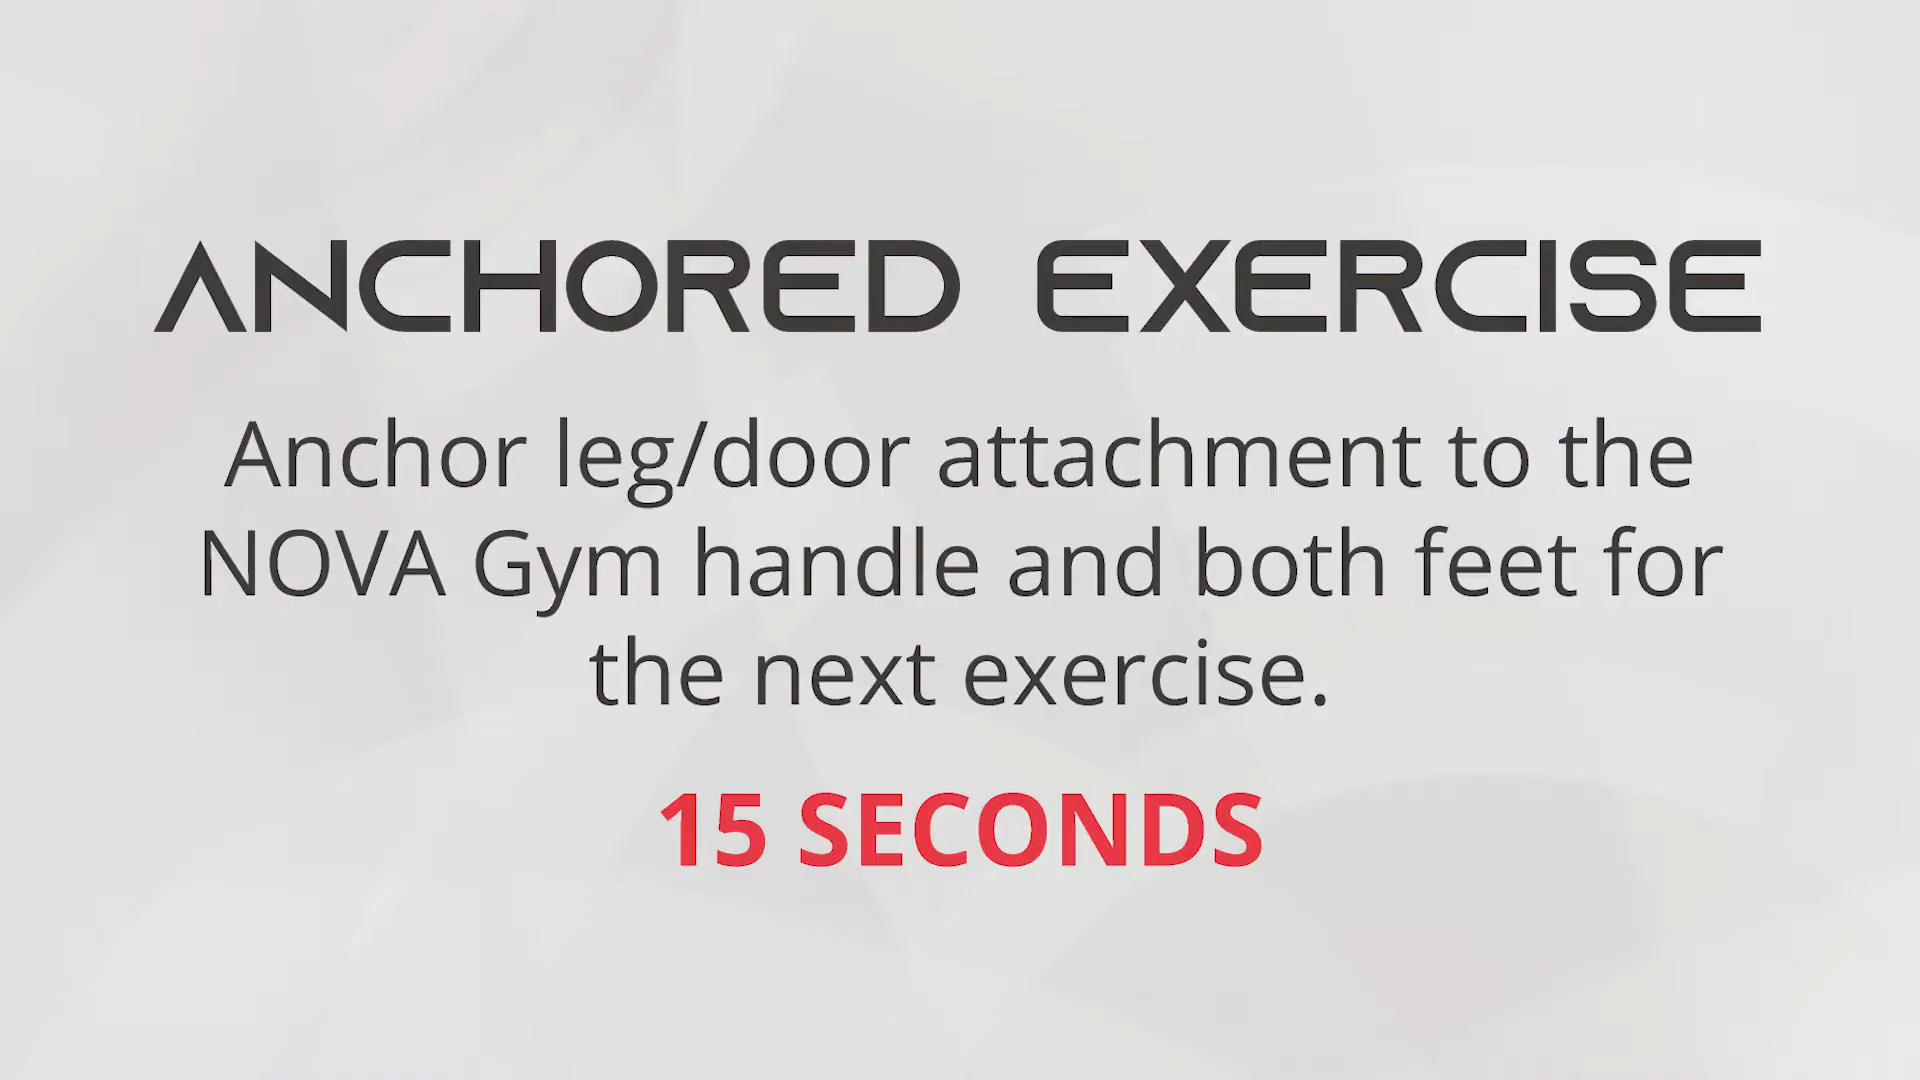 ANCHORED EXERCISE
Anchor leg/door attachment to the
NOVA Gym handle and both feet for
the next exercise.
15 SECONDS